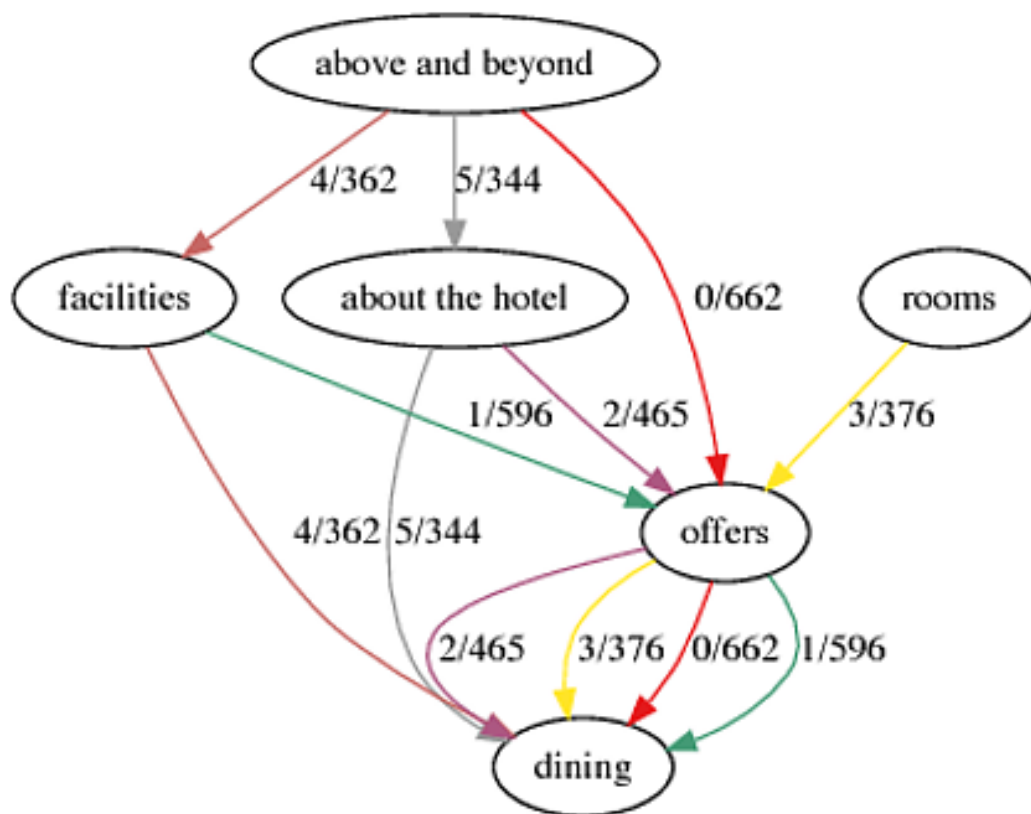 above and beyond
4/362 5/344
facilities about the hotel 0/662 rooms
1/596 2/465 3/376
4/362 5/344 offers
2/465 3/376 0/662 1/596
dining